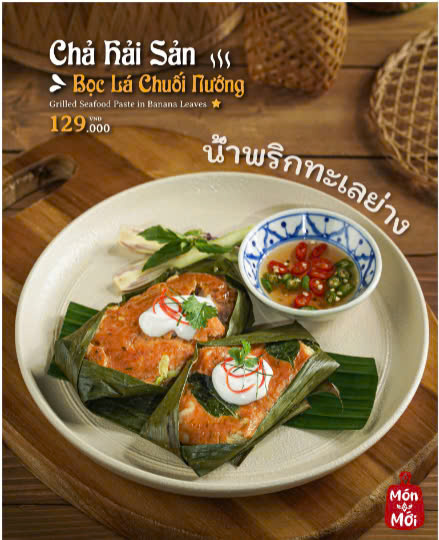 Chả Hải Sản
Bọc Lá Chuối Nướng
Grilled Seafood Paste in Banana Leaves
129.000 VND
น้ำพริกทะเลย่าง
Món
Mới